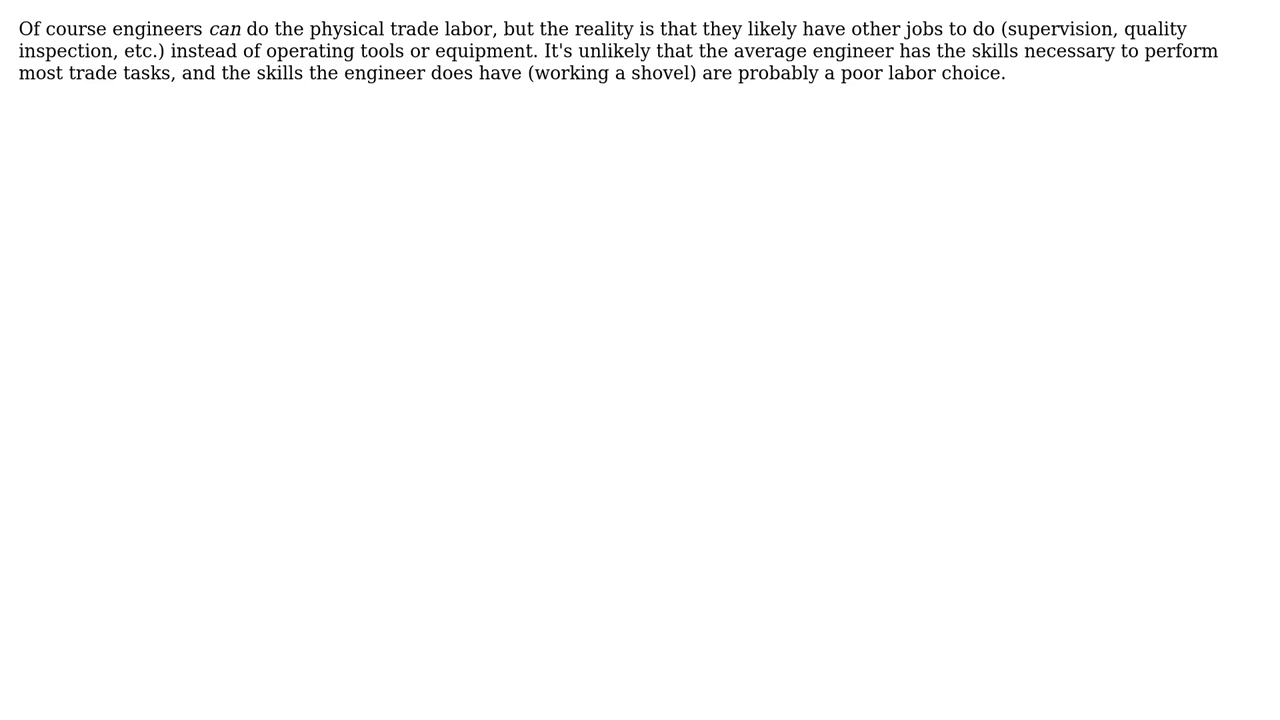 Of course engineers can do the physical trade labor, but the reality is that they likely have other jobs to do (supervision, quality
inspection, etc.) instead of operating tools or equipment. It's unlikely that the average engineer has the skills necessary to perform
most trade tasks, and the skills the engineer does have (working a shovel) are probably a poor labor choice.